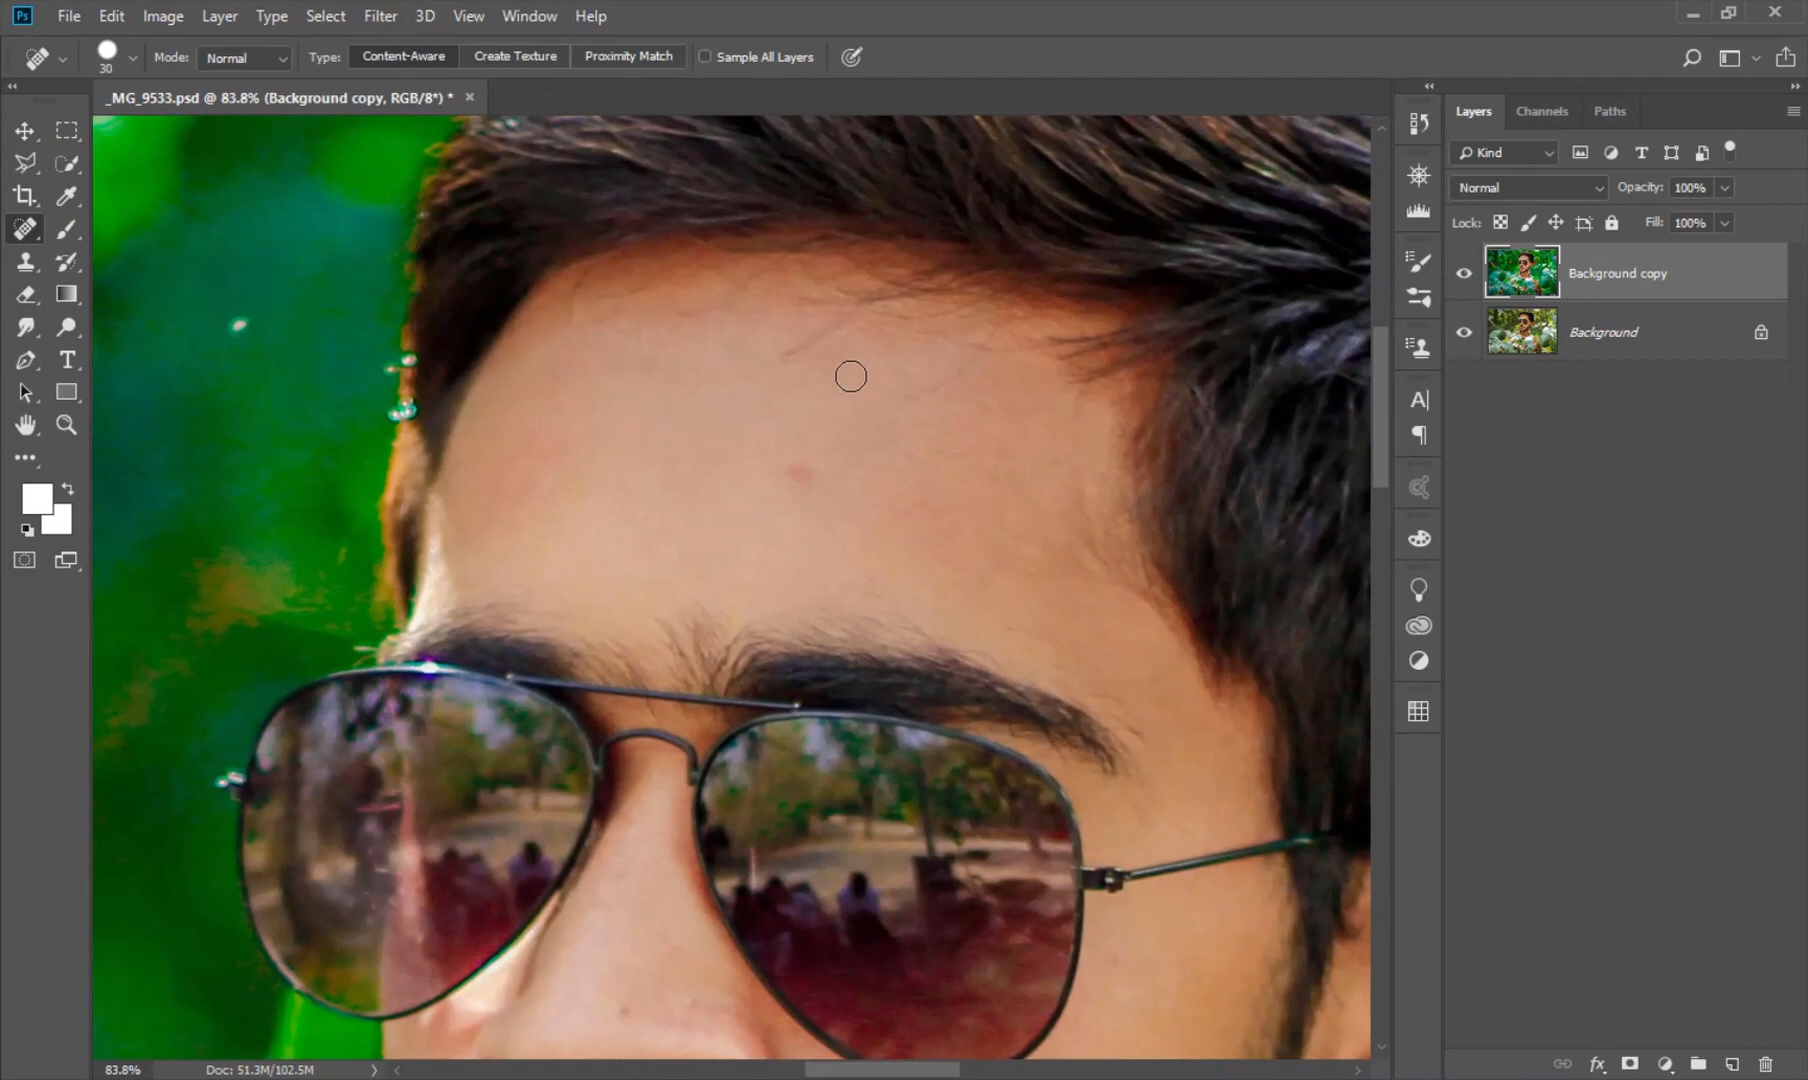 Ps File Edit Image Layer Type Select Filter 3D View Window Help
30 Mode: Normal Type: Content-Aware Create Texture Proximity Match Sample All Layers
_MG_9533.psd @ 83.8% (Background copy, RGB/8*) *
Layers Channels Paths
Kind
Normal Opacity: 100%
Lock: Fill: 100%
Background copy
Background
83.8% Doc: 51.3M/102.5M